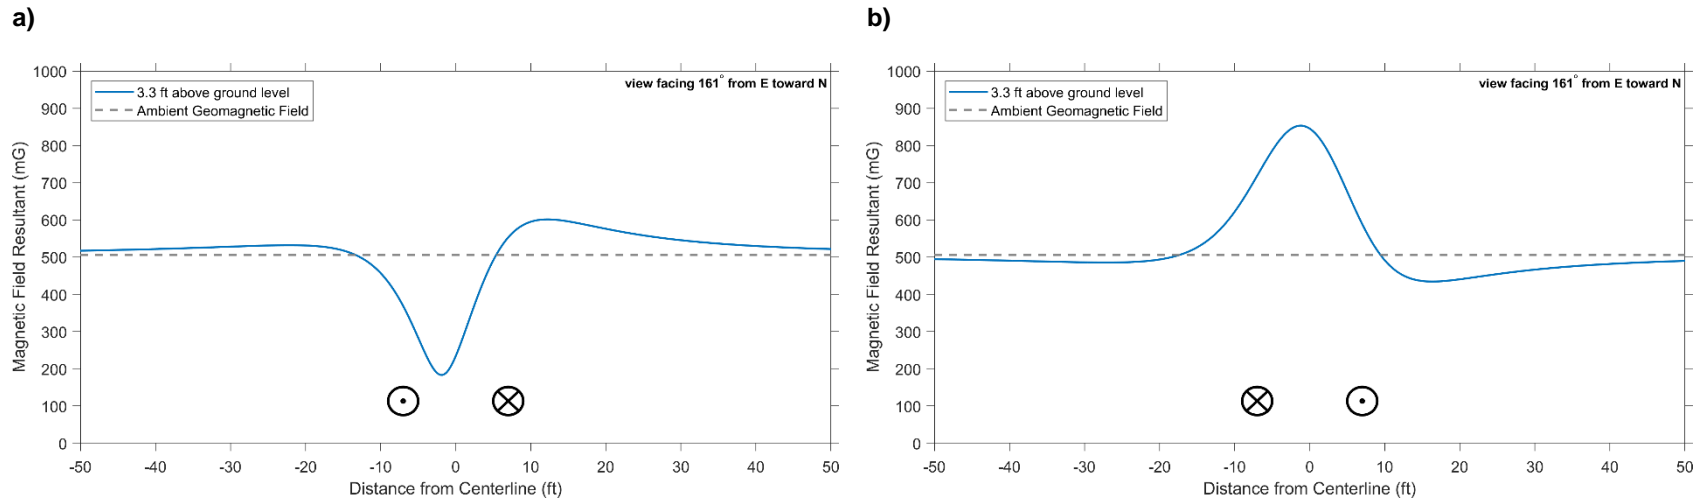 a)
view facing 161° from E toward N
3.3 ft above ground level
Ambient Geomagnetic Field
Magnetic Field Resultant (mG)
1000
900
800
700
600
500
400
300
200
100
0
-50 -40 -30 -20 -10 0 10 20 30 40 50
Distance from Centerline (ft)
b)
view facing 161° from E toward N
3.3 ft above ground level
Ambient Geomagnetic Field
Magnetic Field Resultant (mG)
1000
900
800
700
600
500
400
300
200
100
0
-50 -40 -30 -20 -10 0 10 20 30 40 50
Distance from Centerline (ft)